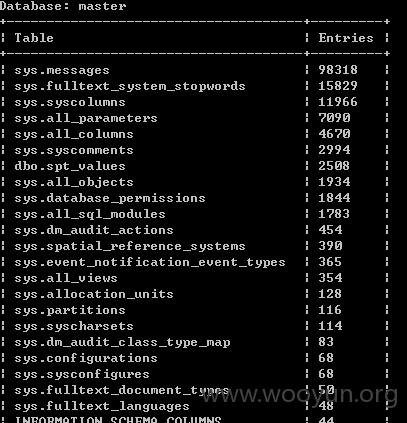 Database: master
Table Entries
sys.messages 98318
sys.fulltext_system_stopwords 15829
sys.syscolumns 11966
sys.all_parameters 7090
sys.all_columns 4670
sys.syscomments 2994
dbo.spt_values 2508
sys.all_objects 1934
sys.database_permissions 1844
sys.all_sql_modules 1783
sys.dm_audit_actions 454
sys.spatial_reference_systems 390
sys.event_notification_event_types 365
sys.all_views 354
sys.allocation_units 128
sys.partitions 116
sys.syscharsets 114
sys.dm_audit_class_type_map 83
sys.configurations 68
sys.sysconfigures 68
sys.fulltext_document_types 50
www.wooyun.org
sys.fulltext_languages 48
INFORMATION_SCHEMA.COLUMNS 44